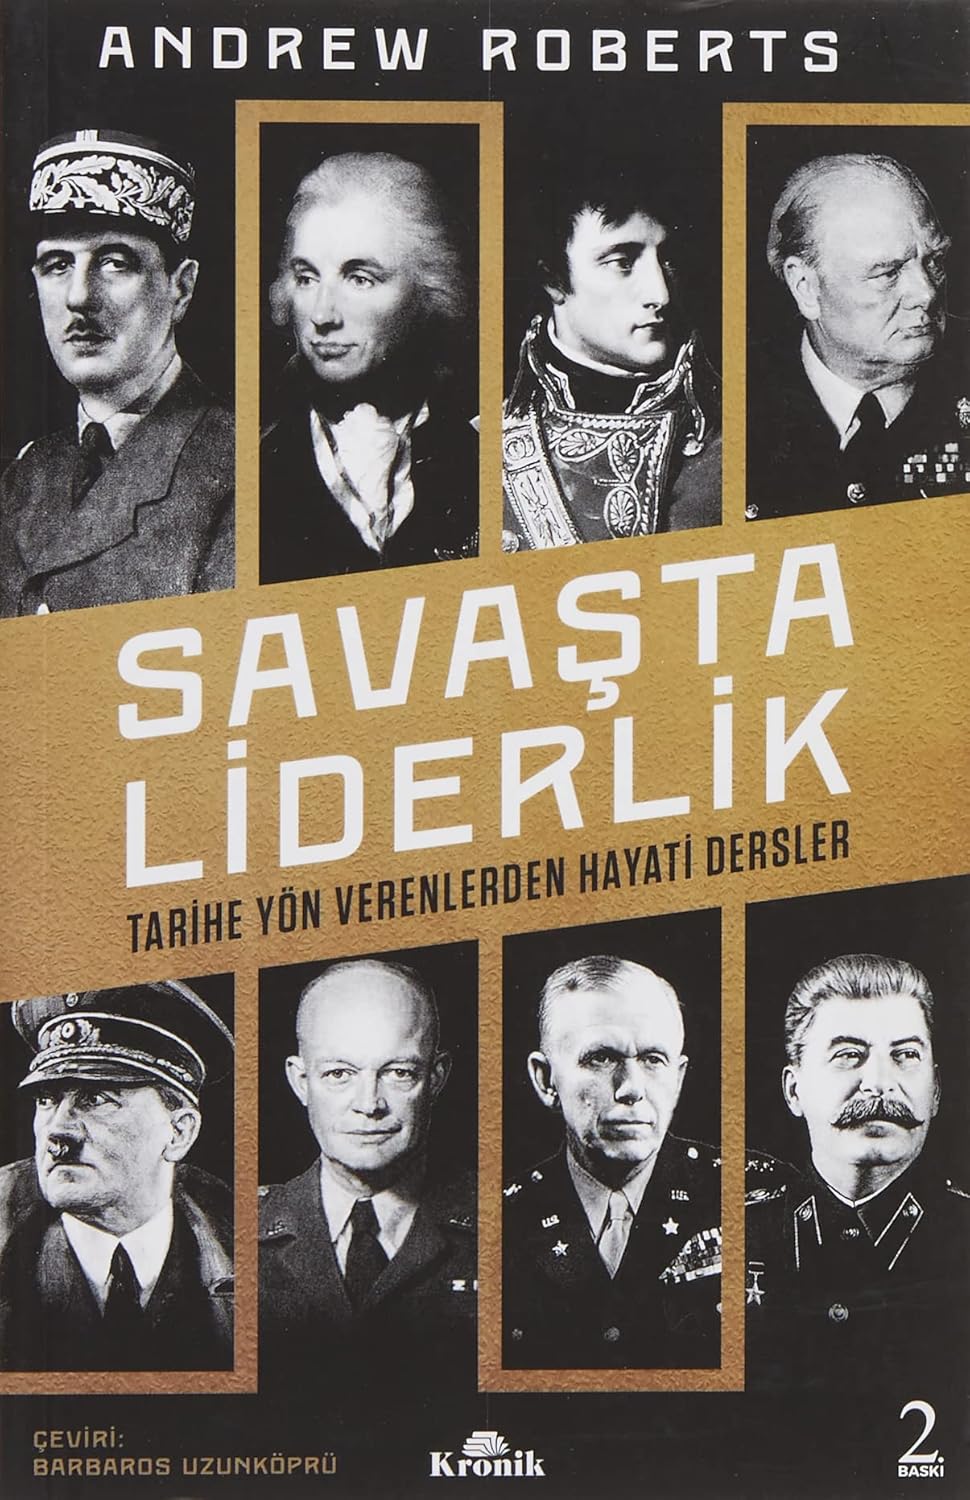 ANDREW ROBERTS
SAVAŞTA
LİDERLİK
TARİHE YÖN VERENLERDEN HAYATİ DERSLER
ÇEVİRİ:
BARBAROS UZUNKÖPRÜ
Kronik
2.
BASKI